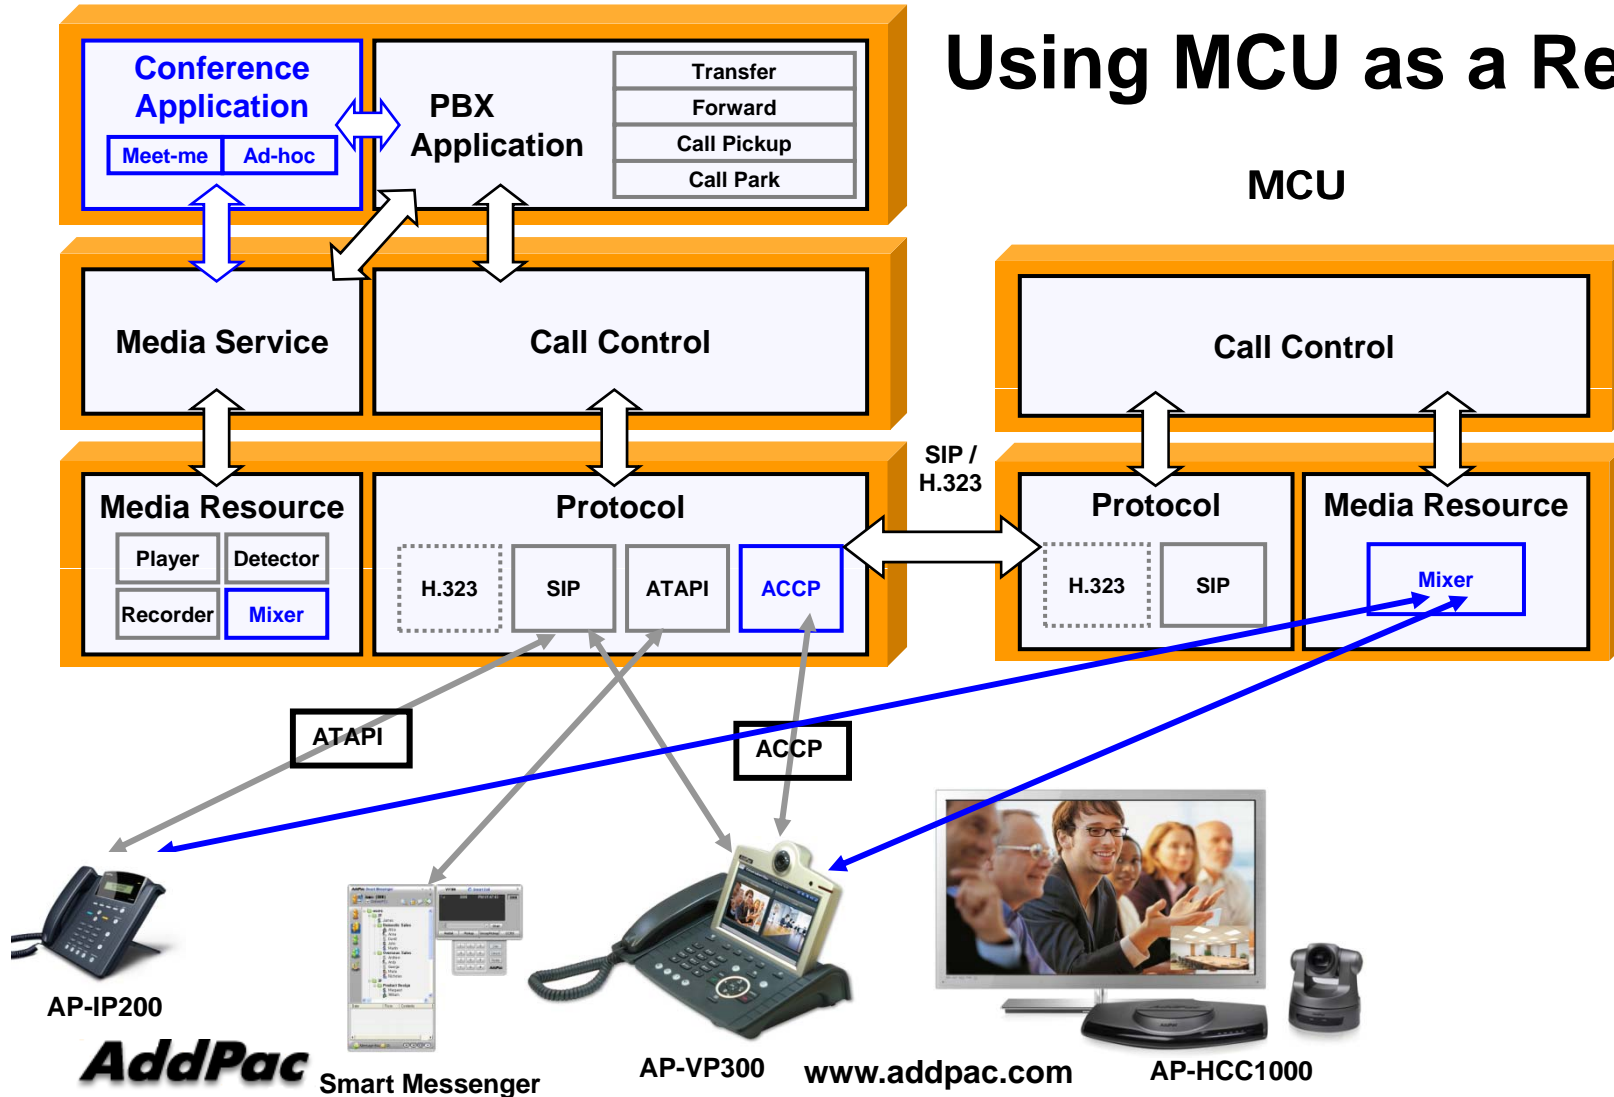 Using MCU as a Re
Conference
Application
Meet-me
Ad-hoc
PBX
Application
Transfer
Forward
Call Pickup
Call Park
MCU
Media Service
Call Control
Call Control
SIP /
H.323
Media Resource
Player
Detector
Recorder
Mixer
Protocol
H.323
SIP
ATAPI
ACCP
Protocol
H.323
SIP
Media Resource
Mixer
ATAPI
ACCP
AP-IP200
AddPac
Smart Messenger
AP-VP300
www.addpac.com
AP-HCC1000